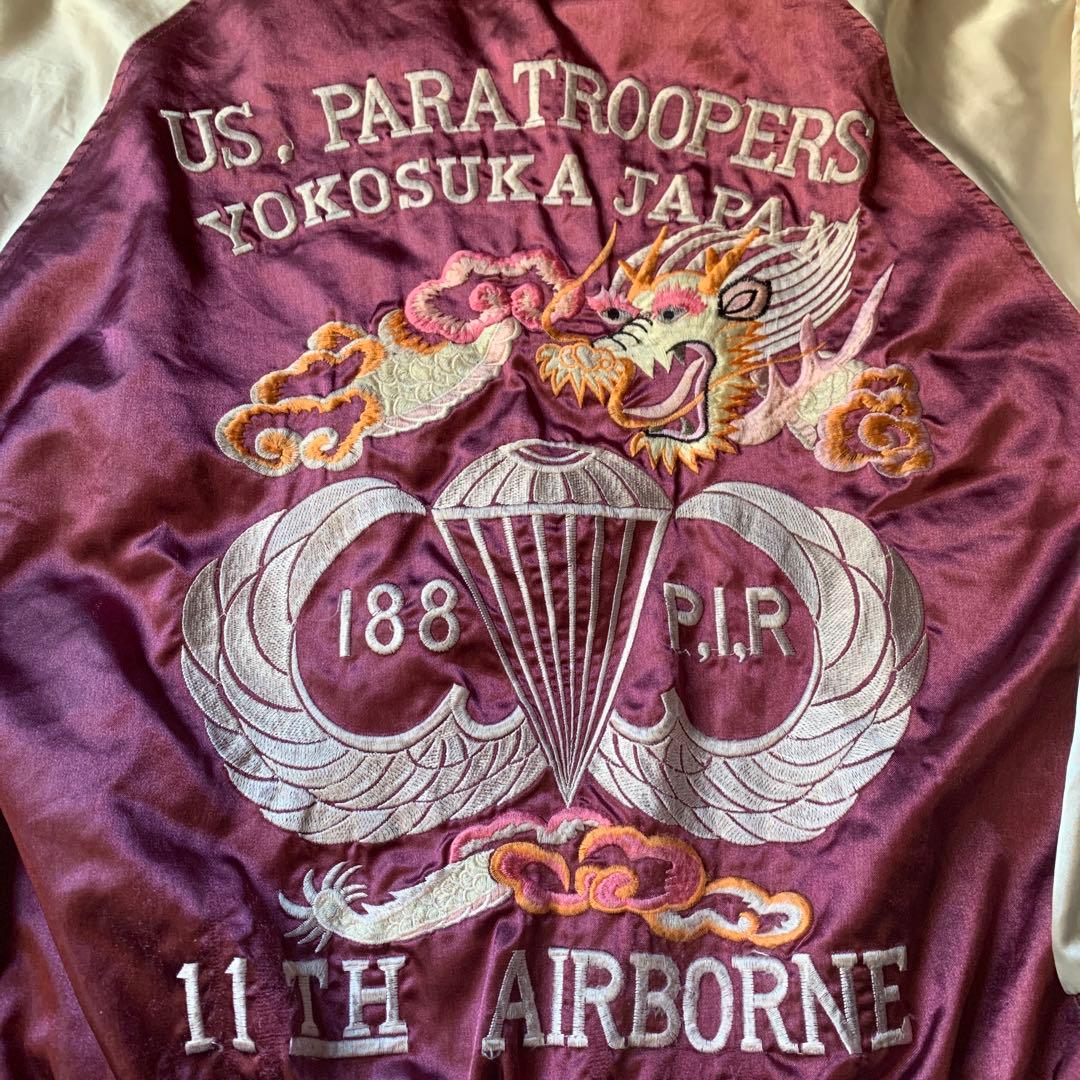 US. PARATROOPERS
YOKOSUKA JAPAN
188 P,I,R
11TH AIRBORNE